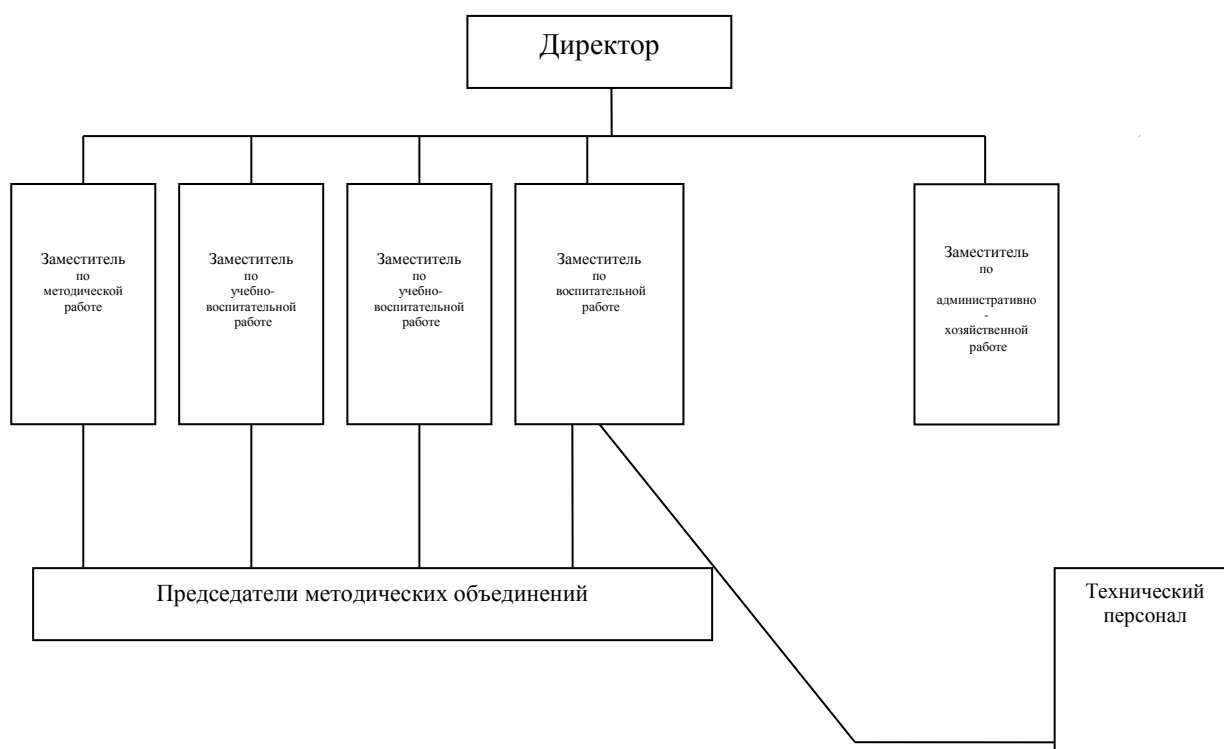 Директор
Заместитель
по
методической
работе
Заместитель
по
учебно-
воспитательной
работе
Заместитель
по
учебно-
воспитательной
работе
Заместитель
по
воспитательной
работе
Заместитель
по
административно
-
хозяйственной
работе
Председатели методических объединений
Технический
персонал